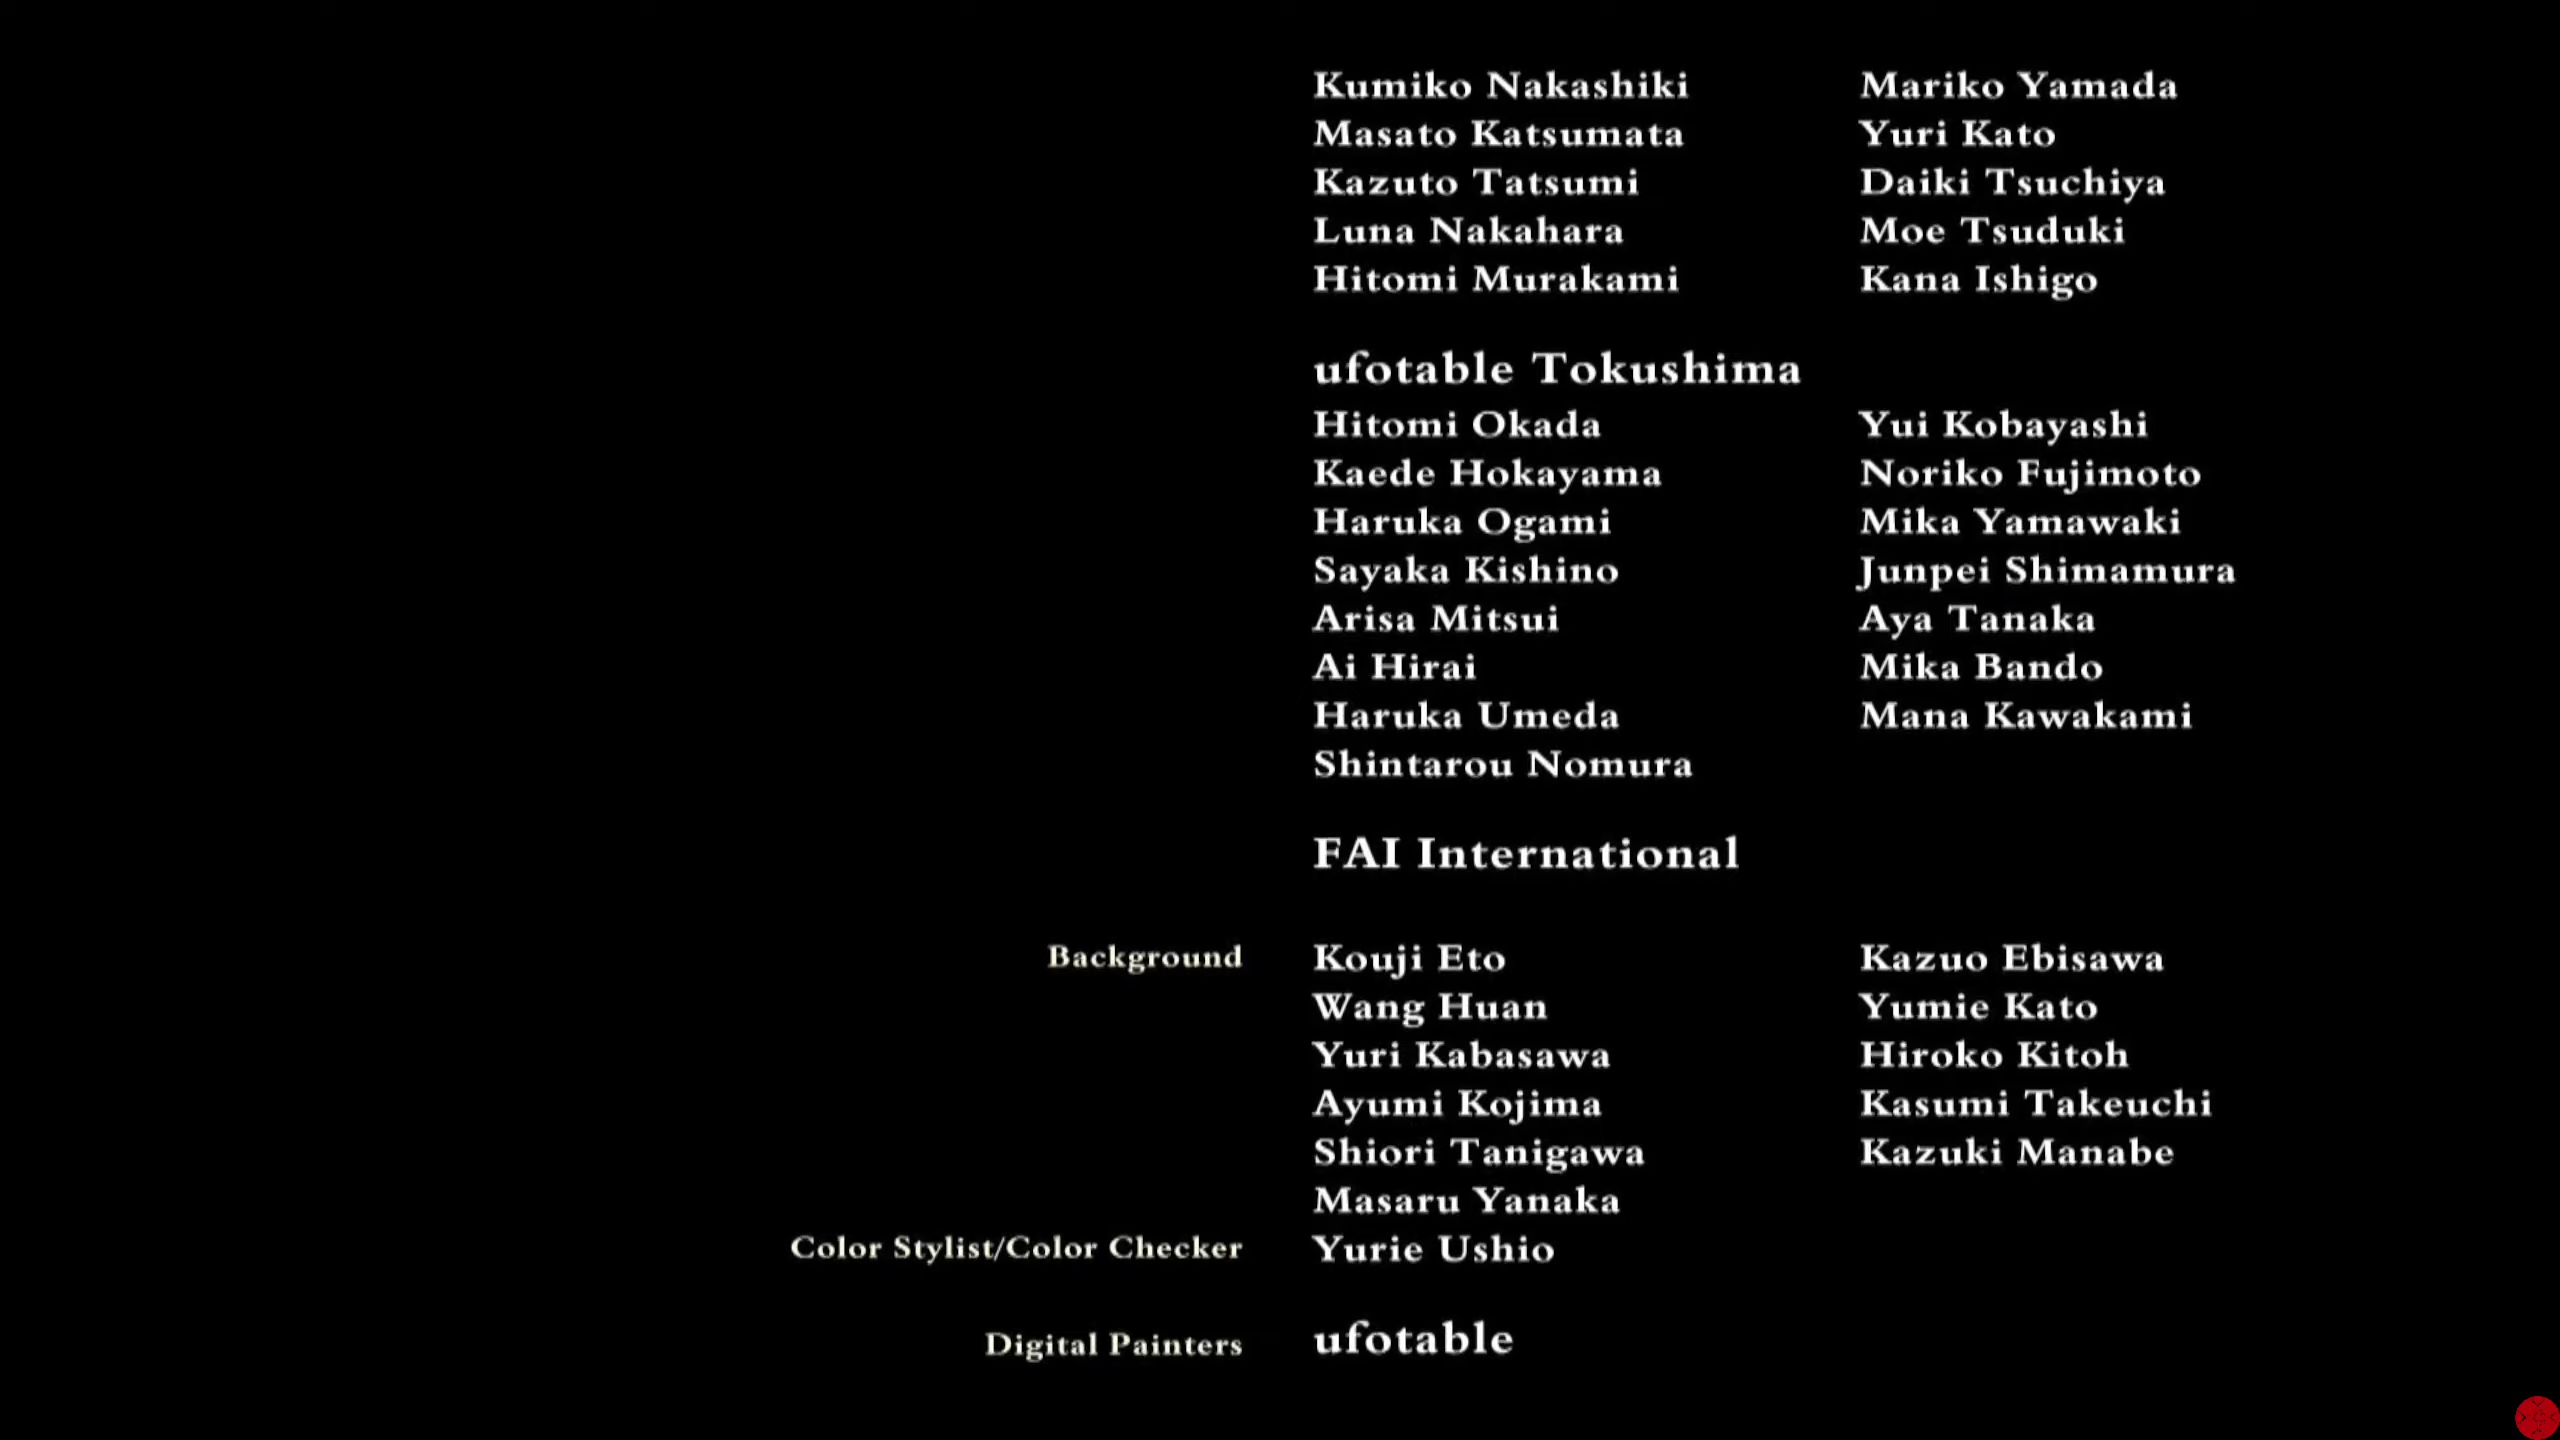 Kumiko Nakashiki Mariko Yamada
Masato Katsumata Yuri Kato
Kazuto Tatsumi Daiki Tsuchiya
Luna Nakahara Moe Tsuduki
Hitomi Murakami Kana Ishigo
ufotable Tokushima
Hitomi Okada Yui Kobayashi
Kaede Hokayama Noriko Fujimoto
Haruka Ogami Mika Yamawaki
Sayaka Kishino Junpei Shimamura
Arisa Mitsui Aya Tanaka
Ai Hirai Mika Bando
Haruka Umeda Mana Kawakami
Shintarou Nomura
FAI International
Background Kouji Eto Kazuo Ebisawa
Wang Huan Yumie Kato
Yuri Kabasawa Hiroko Kitoh
Ayumi Kojima Kasumi Takeuchi
Shiori Tanigawa Kazuki Manabe
Masaru Yanaka
Color Stylist/Color Checker Yurie Ushio
Digital Painters ufotable